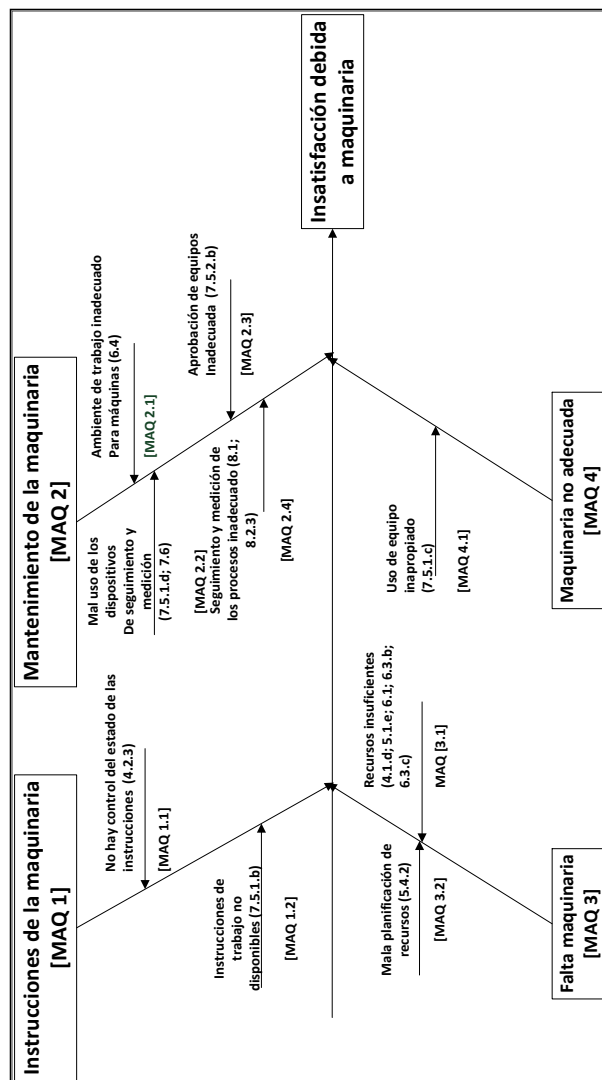 Instrucciones de la maquinaria
[MAQ 1]
No hay control del estado de las
instrucciones (4.2.3)
[MAQ 1.1]
Instrucciones de
trabajo no
disponibles (7.5.1.b)
[MAQ 1.2]
Mantenimiento de la maquinaria
[MAQ 2]
Ambiente de trabajo inadecuado
Para máquinas (6.4)
[MAQ 2.1]
Mal uso de los
dispositivos
De seguimiento y
medición
(7.5.1.d; 7.6)
[MAQ 2.2]
Aprobación de equipos
Inadecuada (7.5.2.b)
[MAQ 2.3]
Seguimiento y medición de
los procesos inadecuado (8.1;
8.2.3)
[MAQ 2.4]
Insatisfacción debida
a maquinaria
Recursos insuficientes
(4.1.d; 5.1.e; 6.1; 6.3.b;
6.3.c)
MAQ [3.1]
Mala planificación de
recursos (5.4.2)
[MAQ 3.2]
Falta maquinaria
[MAQ 3]
Uso de equipo
inapropiado
(7.5.1.c)
[MAQ 4.1]
Maquinaria no adecuada
[MAQ 4]